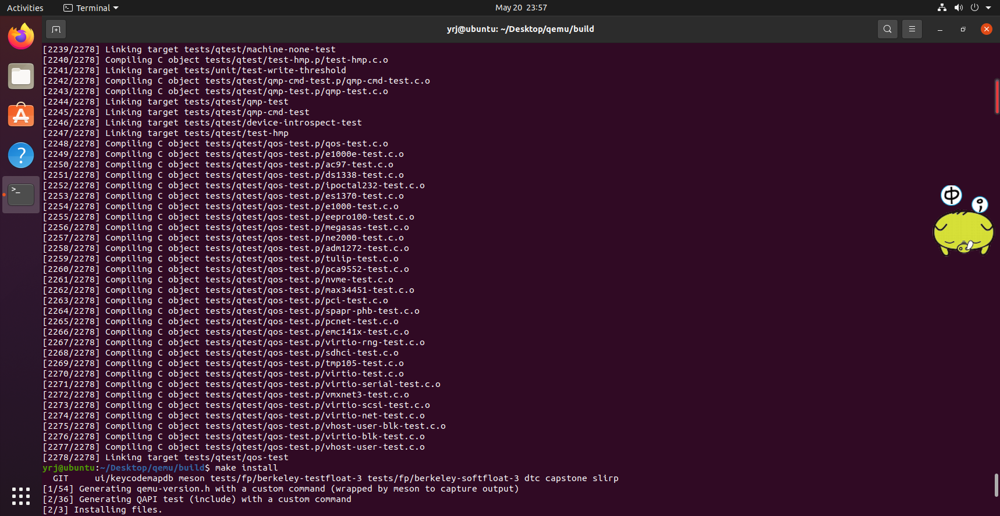 Activities
Terminal
May 20 23:57
yrj@ubuntu: ~/Desktop/qemu/build
[2239/2278] Linking target tests/qtest/machine-none-test
[2240/2278] Compiling C object tests/qtest/test-hmp.p/test-hmp.c.o
[2241/2278] Linking target tests/unit/test-write-threshold
[2242/2278] Compiling C object tests/qtest/qmp-cmd-test.p/qmp-cmd-test.c.o
[2243/2278] Compiling C object tests/qtest/qmp-test.p/qmp-test.c.o
[2244/2278] Linking target tests/qtest/qmp-test
[2245/2278] Linking target tests/qtest/qmp-cmd-test
[2246/2278] Linking target tests/qtest/device-introspect-test
[2247/2278] Linking target tests/qtest/test-hmp
[2248/2278] Compiling C object tests/qtest/qos-test.p/qos-test.c.o
[2249/2278] Compiling C object tests/qtest/qos-test.p/e1000e-test.c.o
[2250/2278] Compiling C object tests/qtest/qos-test.p/ac97-test.c.o
[2251/2278] Compiling C object tests/qtest/qos-test.p/ds1338-test.c.o
[2252/2278] Compiling C object tests/qtest/qos-test.p/ipoctal232-test.c.o
[2253/2278] Compiling C object tests/qtest/qos-test.p/es1370-test.c.o
[2254/2278] Compiling C object tests/qtest/qos-test.p/e1000-test.c.o
[2255/2278] Compiling C object tests/qtest/qos-test.p/eepro100-test.c.o
[2256/2278] Compiling C object tests/qtest/qos-test.p/megasas-test.c.o
[2257/2278] Compiling C object tests/qtest/qos-test.p/ne2000-test.c.o
[2258/2278] Compiling C object tests/qtest/qos-test.p/adm1272-test.c.o
[2259/2278] Compiling C object tests/qtest/qos-test.p/tulip-test.c.o
[2260/2278] Compiling C object tests/qtest/qos-test.p/pca9552-test.c.o
[2261/2278] Compiling C object tests/qtest/qos-test.p/nvme-test.c.o
[2262/2278] Compiling C object tests/qtest/qos-test.p/max34451-test.c.o
[2263/2278] Compiling C object tests/qtest/qos-test.p/pci-test.c.o
[2264/2278] Compiling C object tests/qtest/qos-test.p/spapr-phb-test.c.o
[2265/2278] Compiling C object tests/qtest/qos-test.p/pcnet-test.c.o
[2266/2278] Compiling C object tests/qtest/qos-test.p/emc141x-test.c.o
[2267/2278] Compiling C object tests/qtest/qos-test.p/virtio-rng-test.c.o
[2268/2278] Compiling C object tests/qtest/qos-test.p/sdhci-test.c.o
[2269/2278] Compiling C object tests/qtest/qos-test.p/tmp105-test.c.o
[2270/2278] Compiling C object tests/qtest/qos-test.p/virtio-test.c.o
[2271/2278] Compiling C object tests/qtest/qos-test.p/virtio-serial-test.c.o
[2272/2278] Compiling C object tests/qtest/qos-test.p/vmxnet3-test.c.o
[2273/2278] Compiling C object tests/qtest/qos-test.p/virtio-scsi-test.c.o
[2274/2278] Compiling C object tests/qtest/qos-test.p/virtio-net-test.c.o
[2275/2278] Compiling C object tests/qtest/qos-test.p/vhost-user-blk-test.c.o
[2276/2278] Compiling C object tests/qtest/qos-test.p/virtio-blk-test.c.o
[2277/2278] Compiling C object tests/qtest/qos-test.p/vhost-user-test.c.o
[2278/2278] Linking target tests/qtest/qos-test
yrj@ubuntu:~/Desktop/qemu/build$ make install
GIT     ui/keycodemapdb meson tests/fp/berkeley-testfloat-3 tests/fp/berkeley-softfloat-3 dtc capstone slirp
[1/54] Generating qemu-version.h with a custom command (wrapped by meson to capture output)
[2/36] Generating QAPI test (include) with a custom command
[2/3] Installing files.
中
;